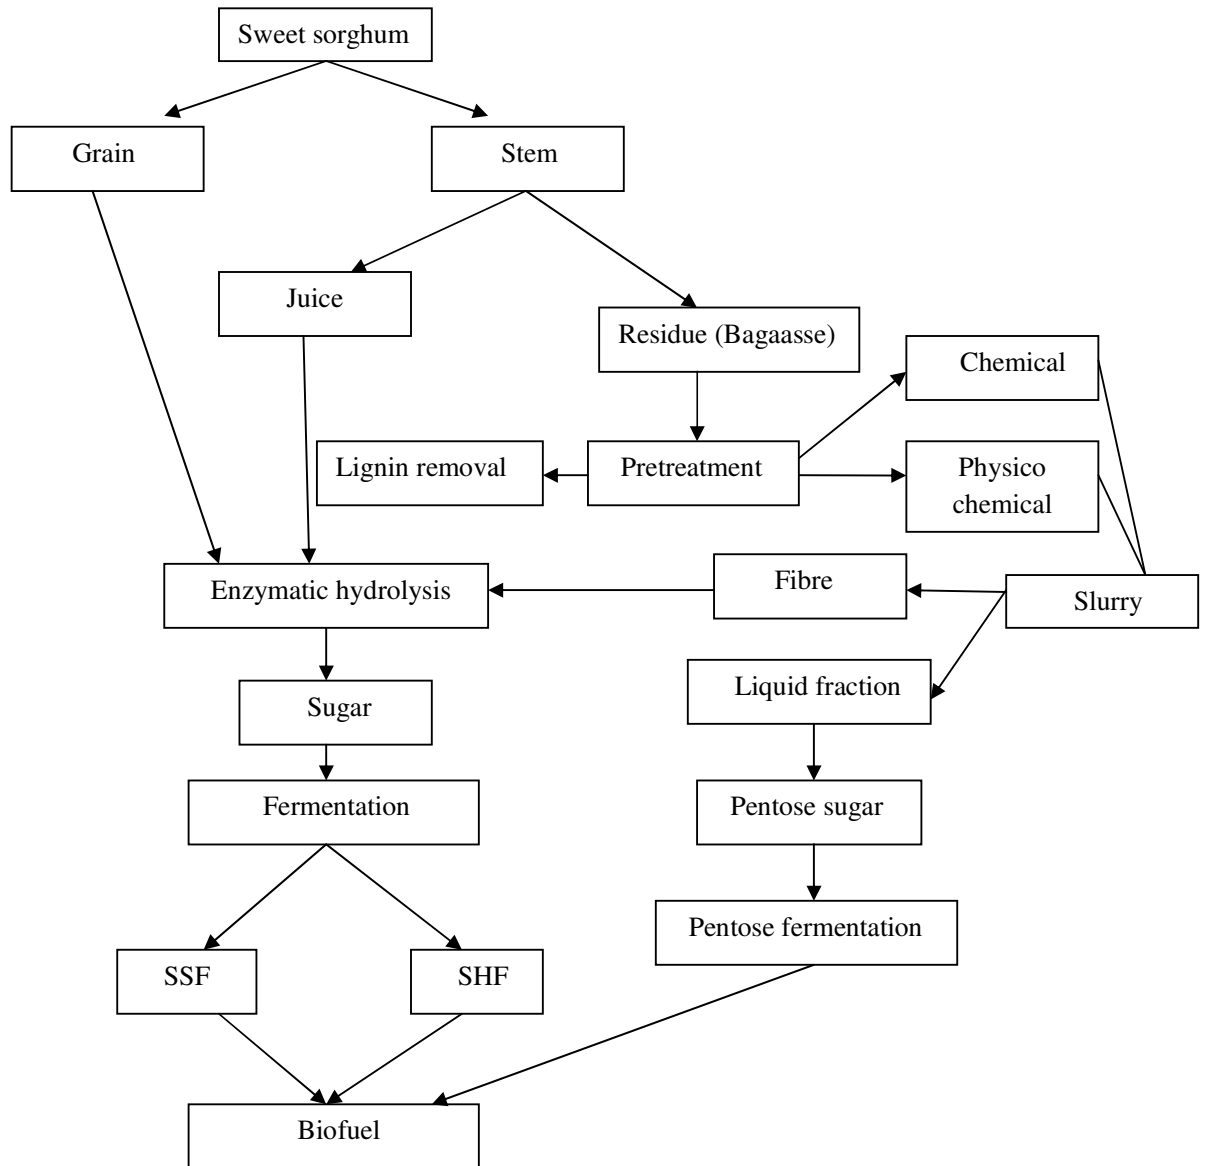 Sweet sorghum
Grain
Stem
Juice
Residue (Bagaasse)
Chemical
Lignin removal
Pretreatment
Physico
chemical
Enzymatic hydrolysis
Fibre
Slurry
Liquid fraction
Sugar
Fermentation
Pentose sugar
Pentose fermentation
SSF
SHF
Biofuel